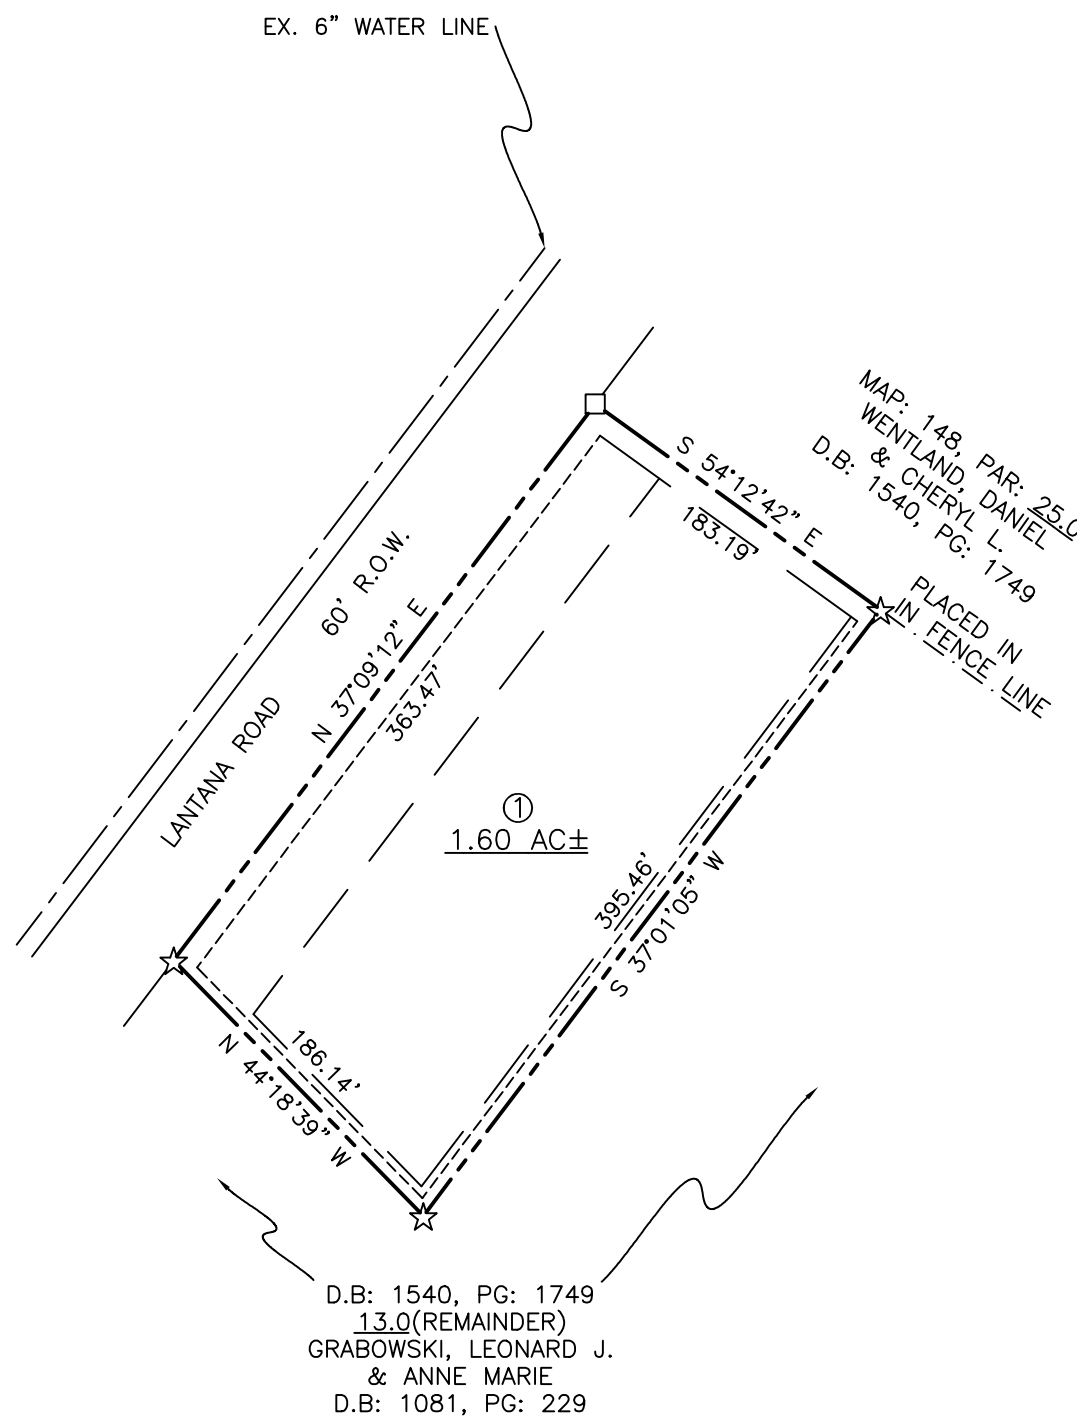 EX. 6" WATER LINE
MAP: 148, PAR: 25.0
WENTLAND, DANIEL
& CHERYL L.
D.B: 1540, PG: 1749
S 54°12'42" E
183.19'
PLACED IN
IN FENCE LINE
60' R.O.W.
LANTANA ROAD
N 37°09'12" E
363.47'
1
1.60 AC±
395.46'
S 37°01'05" W
186.14'
N 44°18'39" W
D.B: 1540, PG: 1749
13.0(REMAINDER)
GRABOWSKI, LEONARD J.
& ANNE MARIE
D.B: 1081, PG: 229